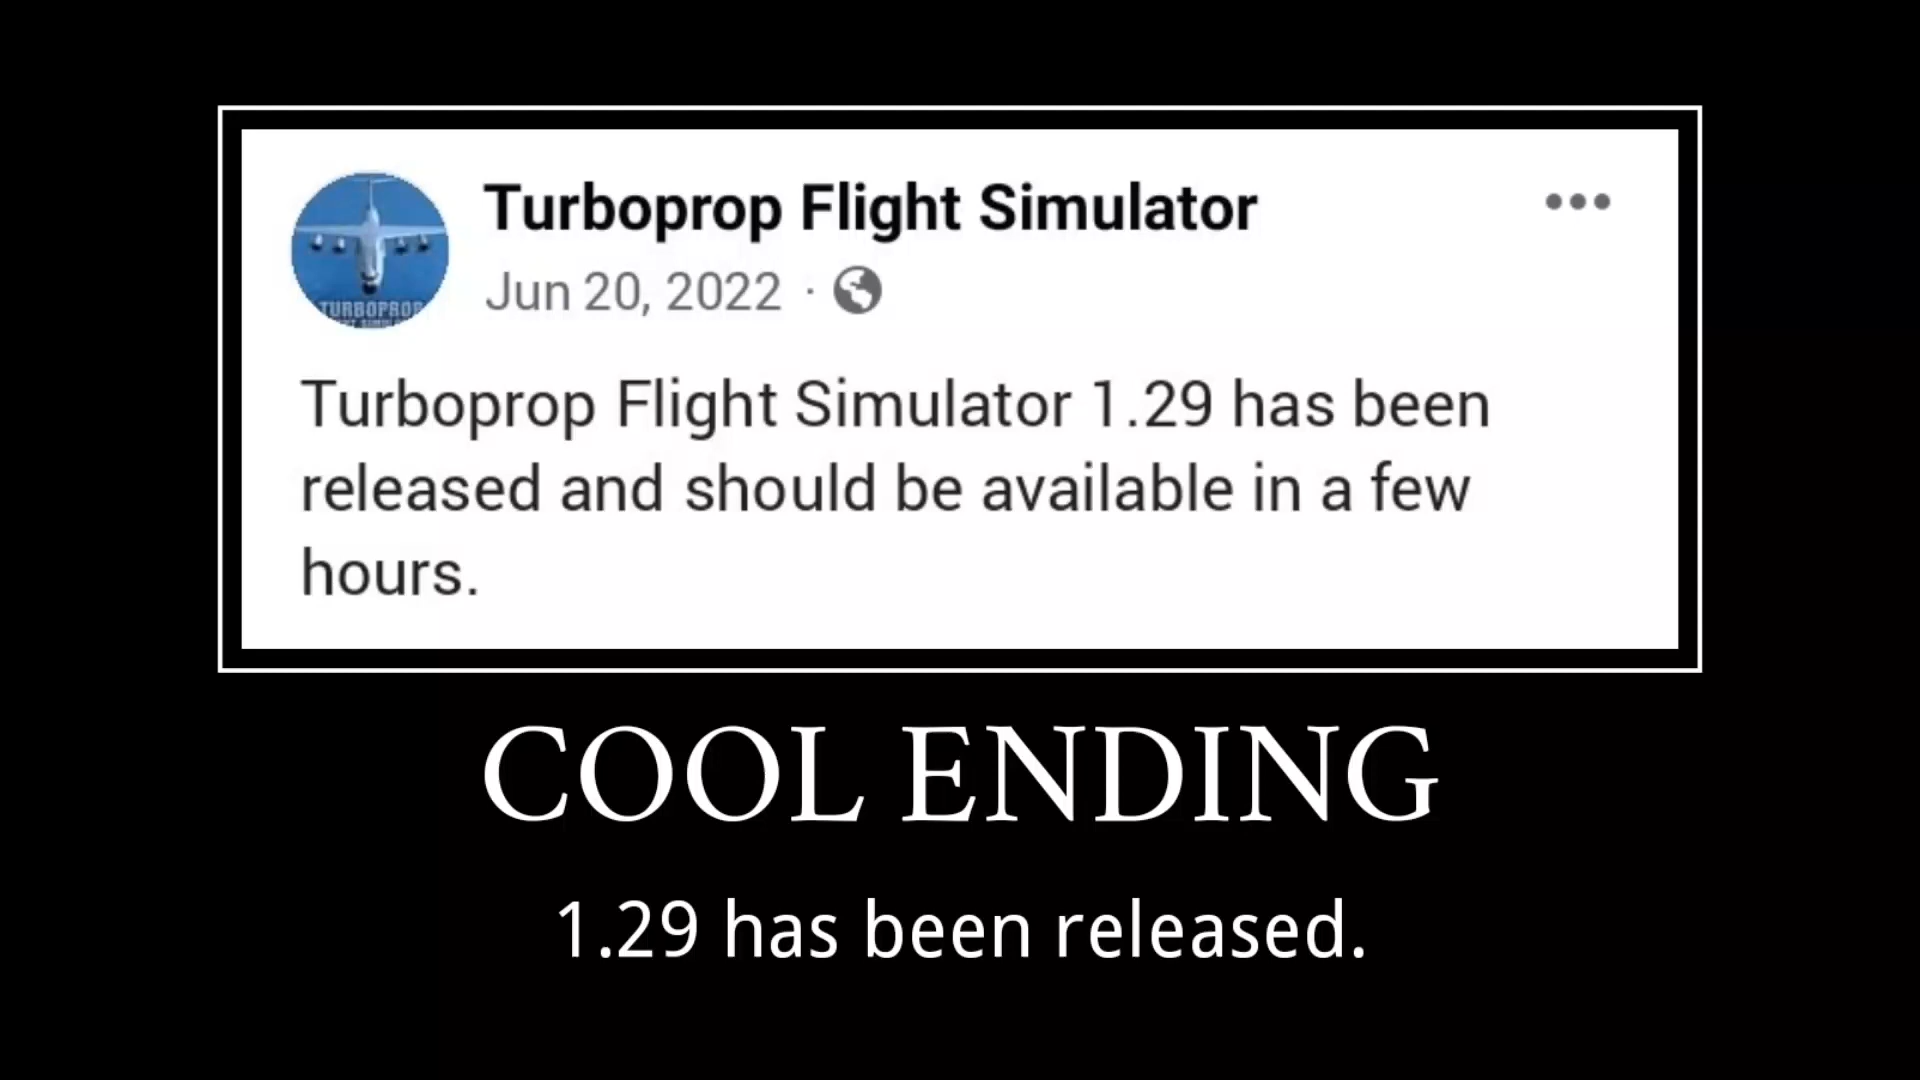 Turboprop Flight Simulator
Jun 20, 2022 ·
TURBOPROP
Turboprop Flight Simulator 1.29 has been
released and should be available in a few
hours.
COOL ENDING
1.29 has been released.